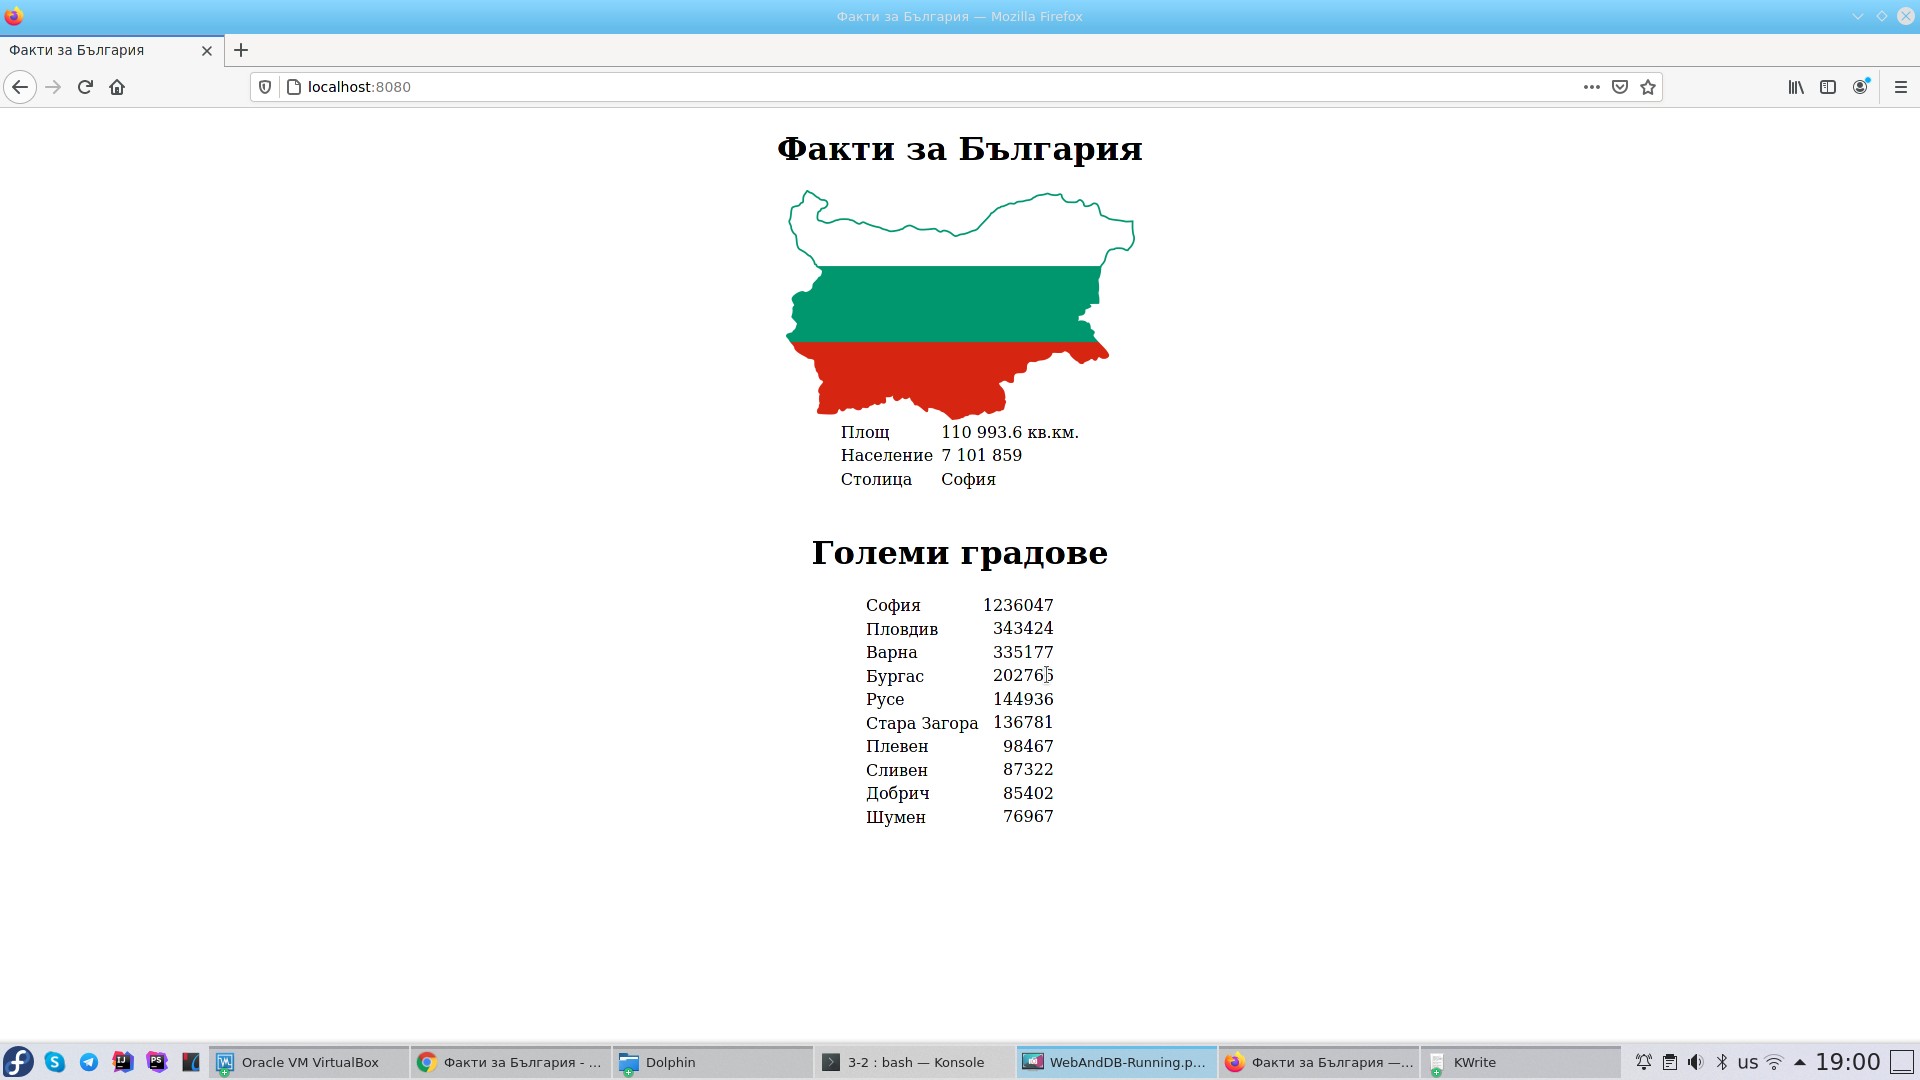 Факти за България — Mozilla Firefox
Факти за България
localhost:8080
Факти за България
Площ 110 993.6 кв.км.
Население 7 101 859
Столица София
Големи градове
София 1236047
Пловдив 343424
Варна 335177
Бургас 202766
Русе 144936
Стара Загора 136781
Плевен 98467
Сливен 87322
Добрич 85402
Шумен 76967
Oracle VM VirtualBox
Факти за България - ...
Dolphin
3-2 : bash — Konsole
WebAndDB-Running.p...
Факти за България —...
KWrite
us
19:00